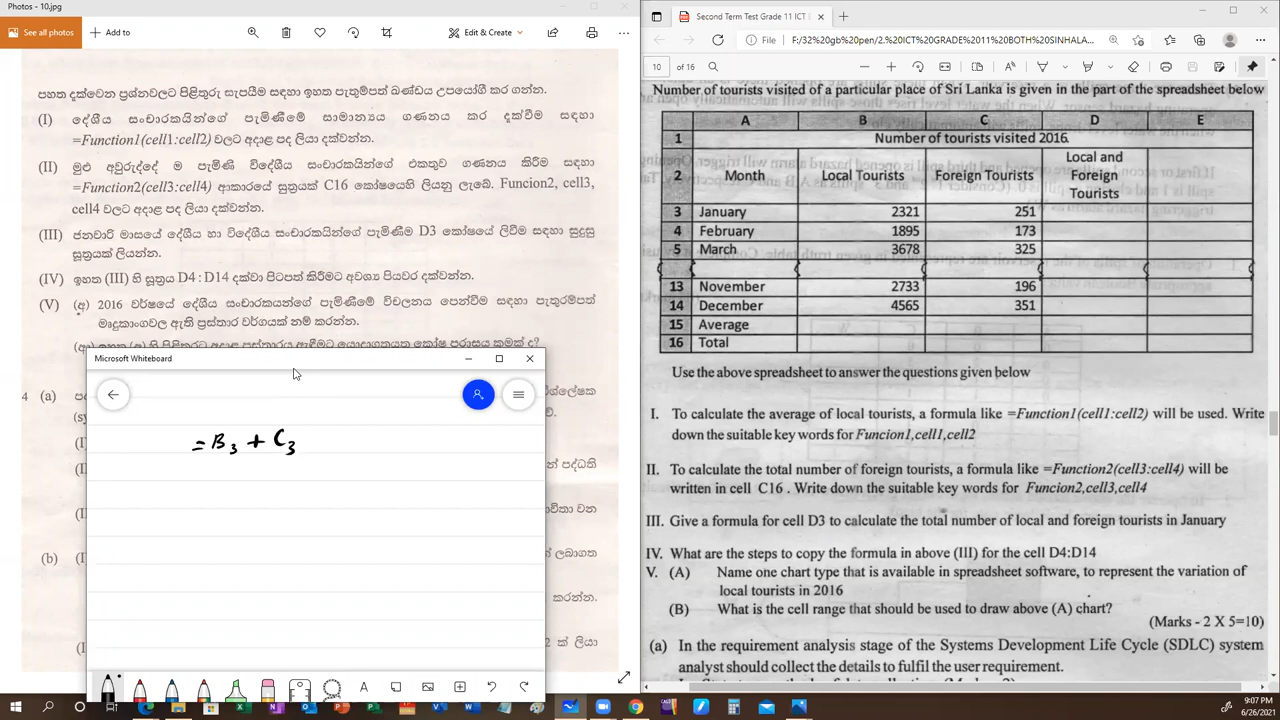 Photos - 10.jpg
See all photos
Add to
Edit & Create
පහත දැක්වෙන ප්‍රශ්නවලට පිළිතුරු සැපයීම සඳහා ඉහත පැතුම්පත් ඛණ්ඩය උපයෝගී කර ගන්න.
(I) දේශීය සංචාරකයින්ගේ පැමිණීමේ සාමාන්‍යය ගණනය කර දැක්වීම සඳහා
=Function1(cell1:cell2) වලට අදාළ පද ලියා දක්වන්න.
(II) මුළු අවුරුද්දේ ම පැමිණි විදේශීය සංචාරකයින්ගේ එකතුව ගණනය කිරීම සඳහා
=Function2(cell3:cell4) ආකාරයේ සූත්‍රයක් C16 කෝෂයෙහි ලියනු ලැබේ. Funcion2, cell3,
cell4 වලට අදාළ පද ලියා දක්වන්න.
(III) ජනවාරි මාසයේ දේශීය හා විදේශීය සංචාරකයින්ගේ පැමිණීම D3 කෝෂයේ ලිවීම සඳහා සුදුසු
සූත්‍රයක් ලියන්න.
(IV) ඉහත (III) හි සූත්‍රය D4 : D14 දක්වා පිටපත් කිරීමට අවශ්‍ය පියවර දක්වන්න.
(V) (අ) 2016 වර්ෂයේ දේශීය සංචාරකයන්ගේ පැමිණීමේ විචලනය පෙන්වීම සඳහා පැතුරුම්පත්
මෘදුකාංගවල ඇති ප්‍රස්තාර වර්ගයක් නම් කරන්න.
4 (a)
(b)
Microsoft Whiteboard
= B3 + C3
Second Term Test Grade 11 ICT
File
F:/32%20gb%20pen/2.%20ICT%20GRADE%2011%20BOTH%20SINHALA...
10 of 16
Number of tourists visited of a particular place of Sri Lanka is given in the part of the spreadsheet below
A B C D E
1 Number of tourists visited 2016.
2 Month Local Tourists Foreign Tourists Local and Foreign Tourists
3 January 2321 251
4 February 1895 173
5 March 3678 325
13 November 2733 196
14 December 4565 351
15 Average
16 Total
Use the above spreadsheet to answer the questions given below
I. To calculate the average of local tourists, a formula like =Function1(cell1:cell2) will be used. Write
down the suitable key words for Funcion1,cell1,cell2
II. To calculate the total number of foreign tourists, a formula like =Function2(cell3:cell4) will be
written in cell C16 . Write down the suitable key words for Funcion2,cell3,cell4
III. Give a formula for cell D3 to calculate the total number of local and foreign tourists in January
IV. What are the steps to copy the formula in above (III) for the cell D4:D14
V. (A) Name one chart type that is available in spreadsheet software, to represent the variation of
local tourists in 2016
(B) What is the cell range that should be used to draw above (A) chart?
(Marks - 2 X 5=10)
(a) In the requirement analysis stage of the Systems Development Life Cycle (SDLC) system
analyst should collect the details to fulfil the user requirement.
9:07 PM
6/26/2021